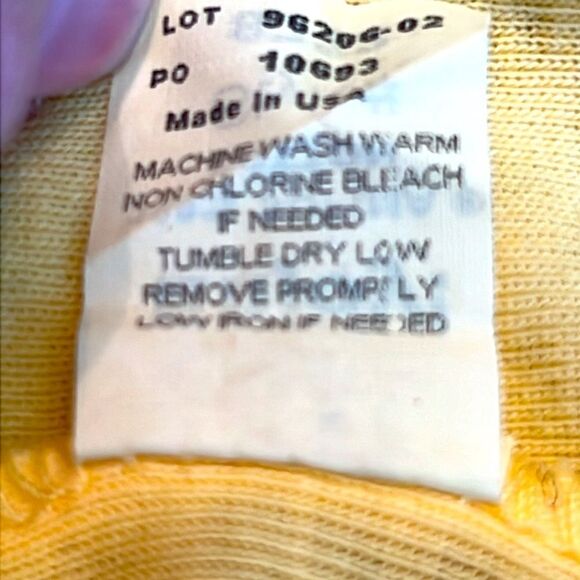 LOT 96206-02
PO 10693
Made In USA
MACHINE WASH WARM
NON CHLORINE BLEACH
IF NEEDED
TUMBLE DRY LOW
REMOVE PROMPTLY
LOW IRON IF NEEDED